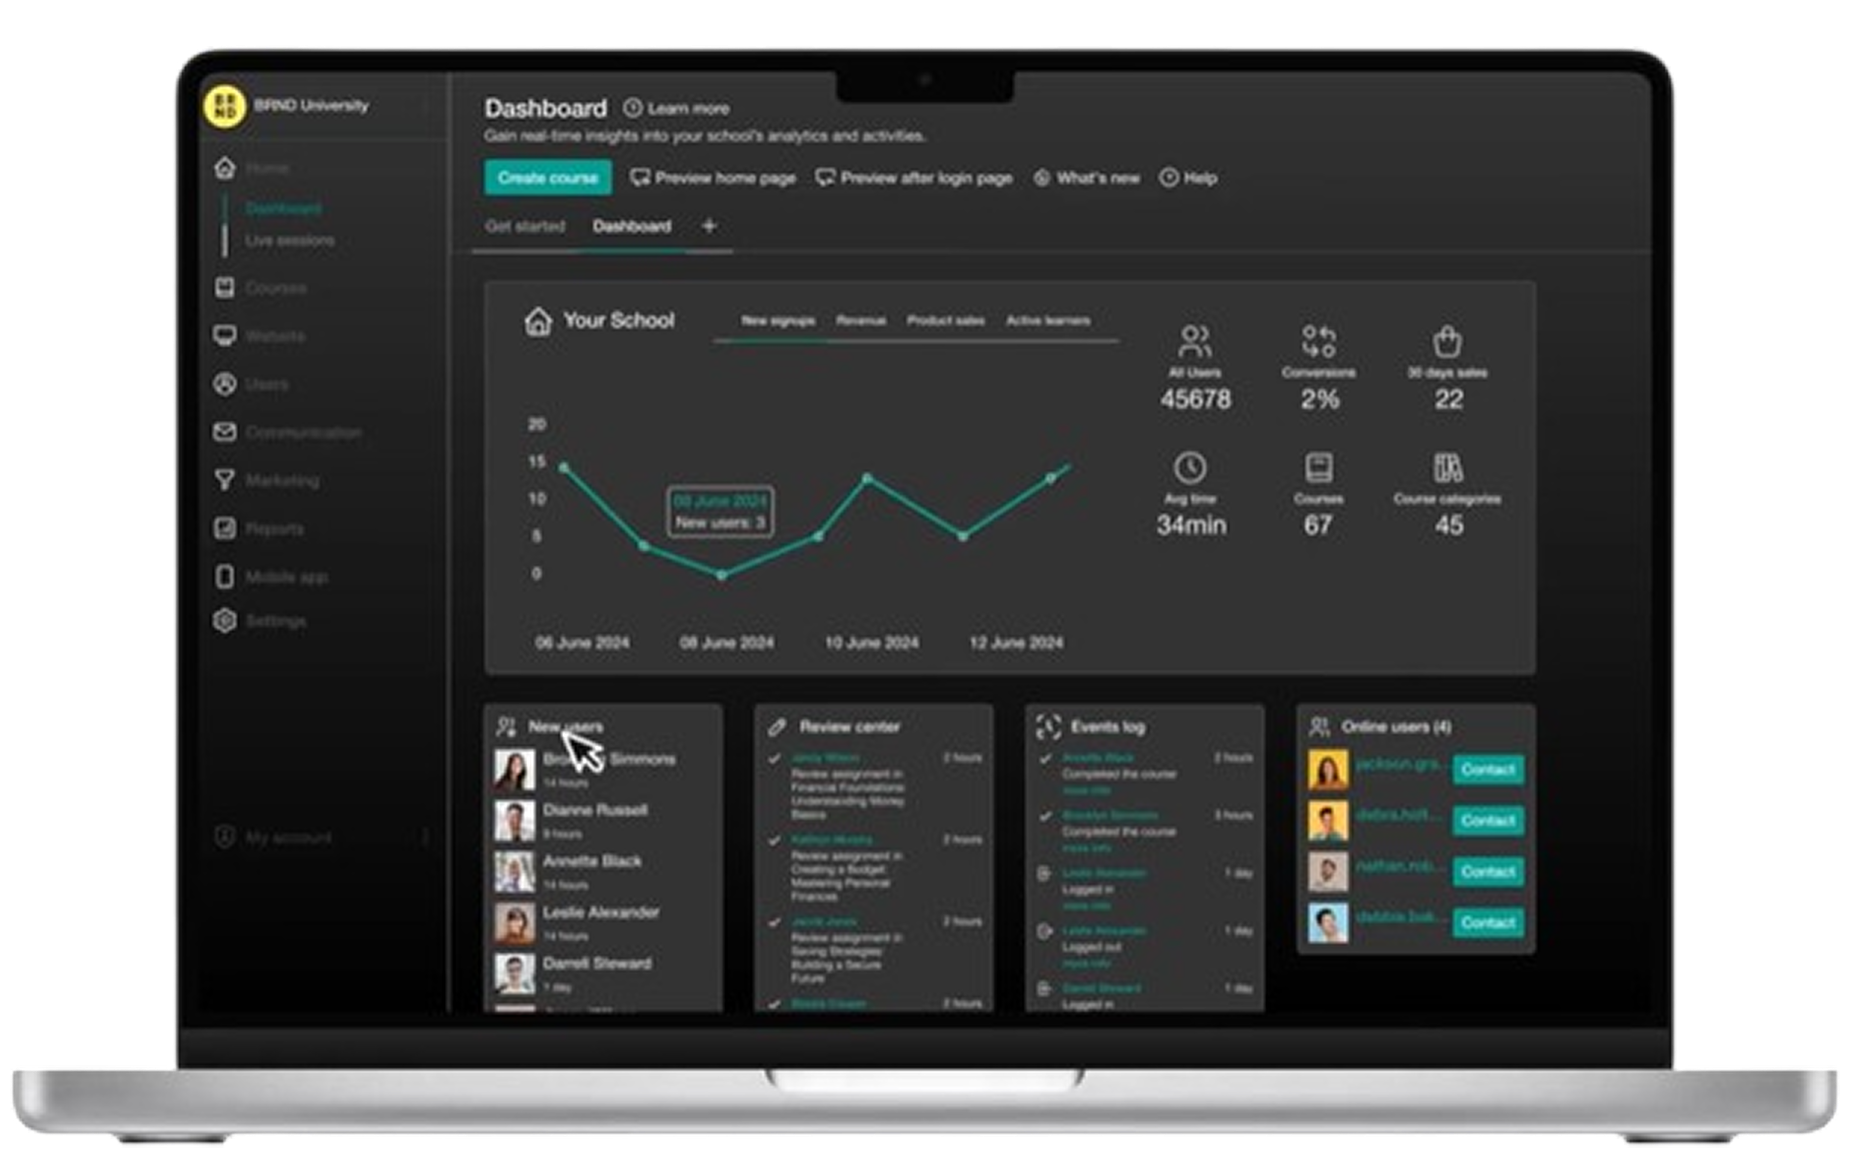 BR
ND
BRND University
Home
Dashboard
Live sessions
Courses
Website
Users
Communication
Marketing
Reports
Mobile app
Settings
My account
Dashboard Learn more
Gain real-time insights into your school's analytics and activities.
Create course Preview home page Preview after login page What's new Help
Get started Dashboard +
Your School
New signups Revenue Product sales Active learners
20
15
10
5
0
08 June 2024
New users: 3
06 June 2024 08 June 2024 10 June 2024 12 June 2024
All Users
45678
Conversions
2%
30 days sales
22
Avg time
34min
Courses
67
Course categories
45
New users
Simmons
14 hours
Dianne Russell
9 hours
Annette Black
14 hours
Leslie Alexander
14 hours
Darrell Steward
1 day
Review center
2 hours
Review assignment in
Financial Foundations:
Understanding Money
Basics
Kathryn Murphy 2 hours
Review assignment in
Creating a Budget:
Mastering Personal
Finances
Jacob Jones 2 hours
Review assignment in
Saving Strategies:
Building a Secure
Future
2 hours
Events log
Annette Black 2 hours
Completed the course
more info
Brooklyn Simmons 3 hours
Completed the course
more info
Leslie Alexander 1 day
Logged in
more info
Leslie Alexander 1 day
Logged out
more info
Darrell Steward 1 day
Logged in
Online users (4)
jackson.gra... Contact
debra.holt... Contact
nathan.rob... Contact
Contact